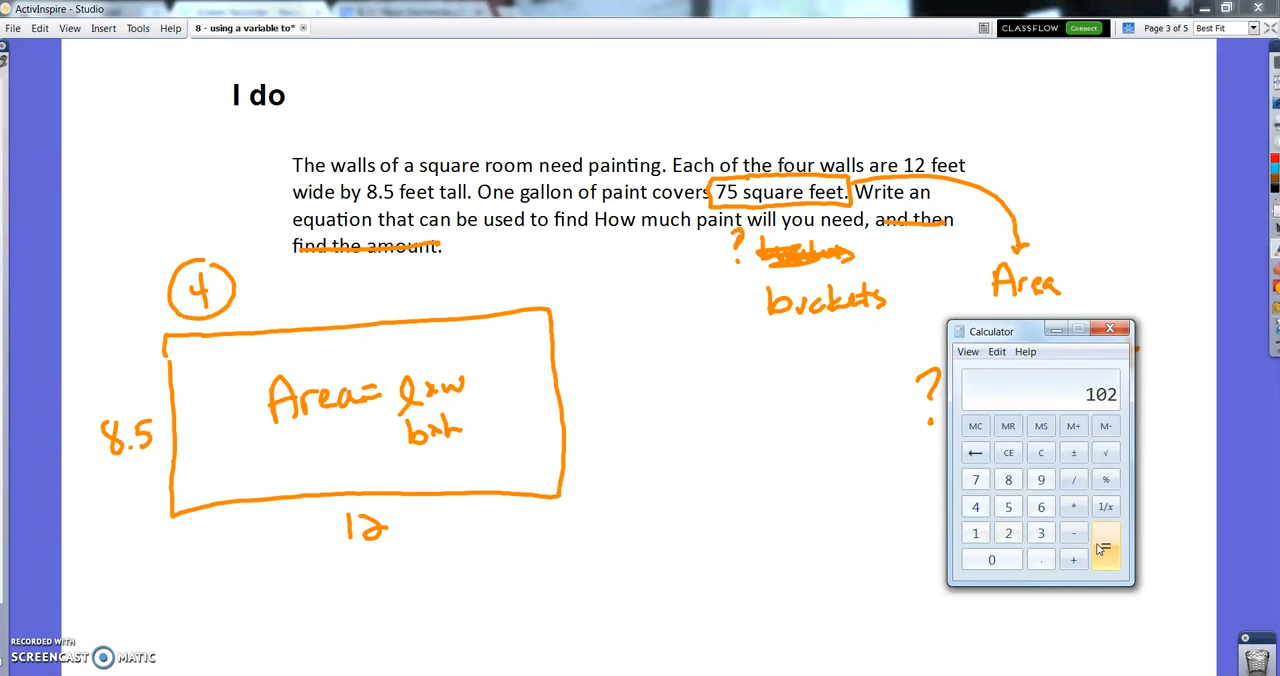 ActivInspire - Studio
File Edit View Insert Tools Help 8 - using a variable to* CLASSFLOW Connect Page 3 of 5 Best Fit
I do
The walls of a square room need painting. Each of the four walls are 12 feet
wide by 8.5 feet tall. One gallon of paint covers 75 square feet. Write an
equation that can be used to find How much paint will you need, and then
find the amount.
?
buckets
Area
4
Area= l×w
b×h
8.5
12
?
Calculator
View Edit Help
102
MC MR MS M+ M-
← CE C ± √
7 8 9 / %
4 5 6 * 1/x
1 2 3 - =
0 . +
RECORDED WITH
SCREENCAST MATIC